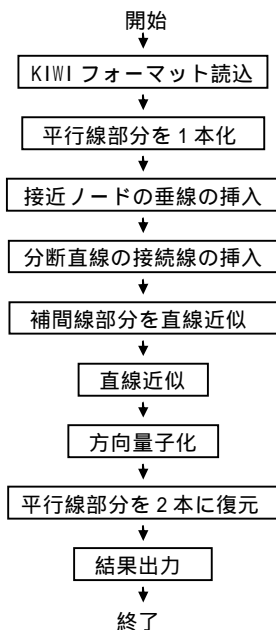 開始
KIWI フォーマット読込
平行線部分を1本化
接近ノードの垂線の挿入
分断直線の接続線の挿入
補間線部分を直線近似
直線近似
方向量子化
平行線部分を2本に復元
結果出力
終了